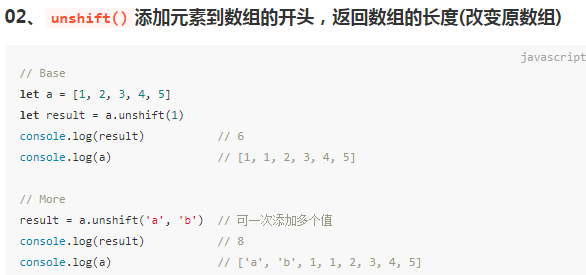 02、unshift() 添加元素到数组的开头，返回数组的长度(改变原数组)
javascript
// Base
let a = [1, 2, 3, 4, 5]
let result = a.unshift(1)
console.log(result)          // 6
console.log(a)               // [1, 1, 2, 3, 4, 5]
// More
result = a.unshift('a', 'b')  // 可一次添加多个值
console.log(result)          // 8
console.log(a)               // ['a', 'b', 1, 1, 2, 3, 4, 5]